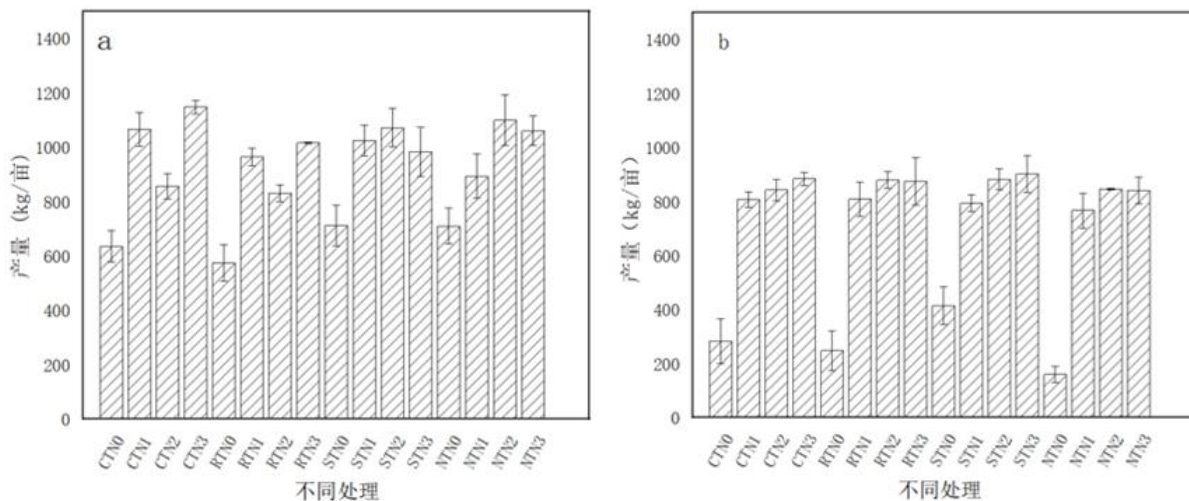 a
1400
1200
1000
800
600
400
200
0
产量 (kg/亩)
CTN0
CTN1
CTN2
CTN3
RTN0
RTN1
RTN2
RTN3
STN0
STN1
STN2
STN3
NTN0
NTN1
NTN2
NTN3
不同处理
b
1400
1200
1000
800
600
400
200
0
产量 (kg/亩)
CTN0
CTN1
CTN2
CTN3
RTN0
RTN1
RTN2
RTN3
STN0
STN1
STN2
STN3
NTN0
NTN1
NTN2
NTN3
不同处理